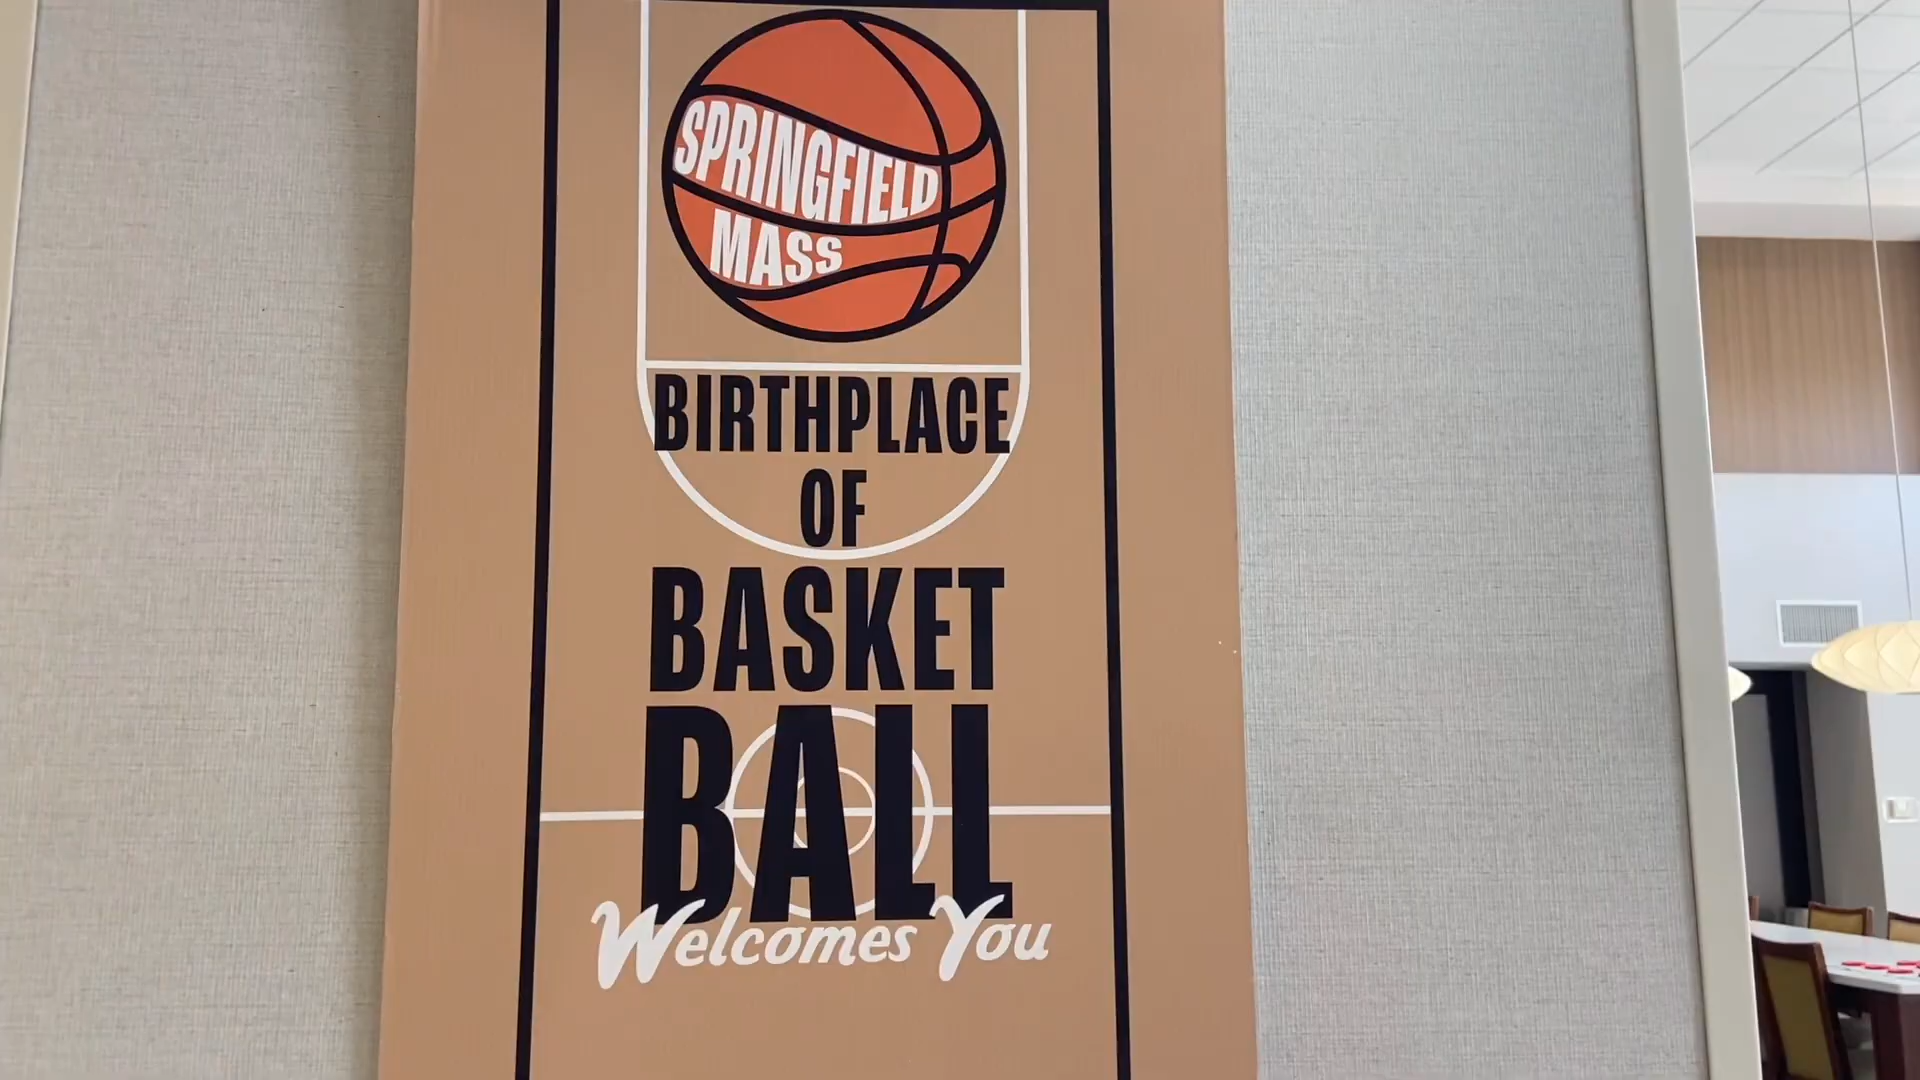 SPRINGFIELD
MASS
BIRTHPLACE
OF
BASKET
BALL
Welcomes You